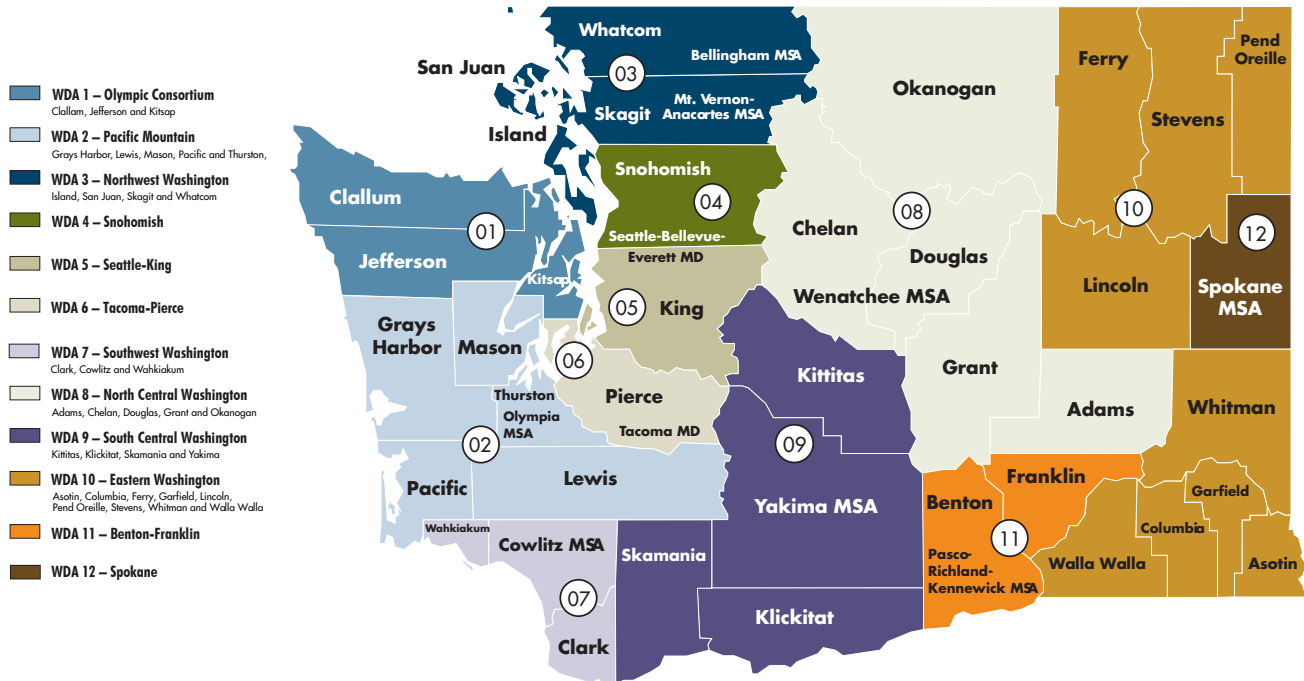 WDA 1 – Olympic Consortium
Clallam, Jefferson and Kitsap
WDA 2 – Pacific Mountain
Grays Harbor, Lewis, Mason, Pacific and Thurston,
WDA 3 – Northwest Washington
Island, San Juan, Skagit and Whatcom
WDA 4 – Snohomish
WDA 5 – Seattle-King
WDA 6 – Tacoma-Pierce
WDA 7 – Southwest Washington
Clark, Cowlitz and Wahkiakum
WDA 8 – North Central Washington
Adams, Chelan, Douglas, Grant and Okanogan
WDA 9 – South Central Washington
Kittitas, Klickitat, Skamania and Yakima
WDA 10 – Eastern Washington
Asotin, Columbia, Ferry, Garfield, Lincoln,
Pend Oreille, Stevens, Whitman and Walla Walla
WDA 11 – Benton-Franklin
WDA 12 – Spokane
Whatcom
Bellingham MSA
San Juan
03
Skagit
Mt. Vernon-
Anacortes MSA
Island
Snohomish
04
Seattle-Bellevue-
Everett MD
Clallum
01
Jefferson
Kitsap
05
King
Grays
Harbor
Mason
06
Pierce
Tacoma MD
Thurston
Olympia
MSA
02
Pacific
Lewis
Wahkiakum
Cowlitz MSA
07
Clark
Skamania
Okanogan
Chelan
08
Douglas
Wenatchee MSA
Grant
Adams
Kittitas
09
Yakima MSA
Klickitat
Ferry
Stevens
Pend
Oreille
10
12
Lincoln
Spokane
MSA
Whitman
Franklin
Benton
11
Pasco-
Richland-
Kennewick MSA
Walla Walla
Columbia
Garfield
Asotin